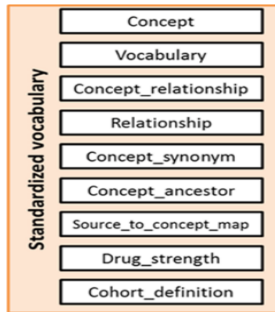 Standardized vocabulary
Concept
Vocabulary
Concept_relationship
Relationship
Concept_synonym
Concept_ancestor
Source_to_concept_map
Drug_strength
Cohort_definition